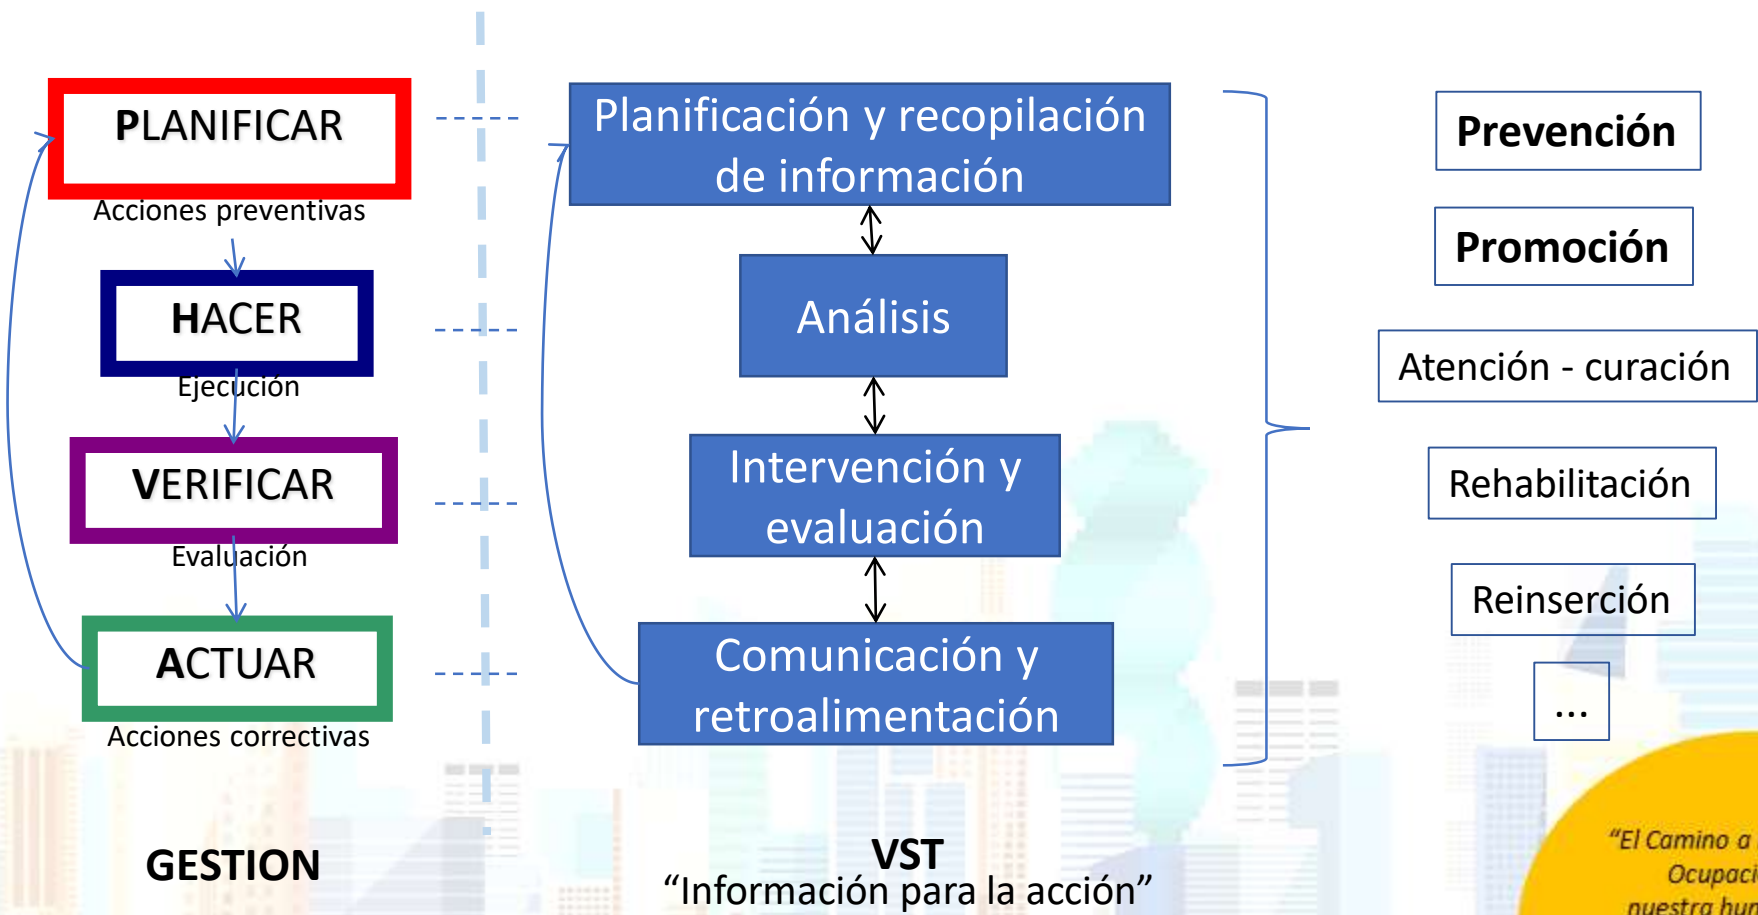 PLANIFICAR
Acciones preventivas
HACER
Ejecución
VERIFICAR
Evaluación
ACTUAR
Acciones correctivas
GESTION
Planificación y recopilación
de información
Análisis
Intervención y
evaluación
Comunicación y
retroalimentación
VST
“Información para la acción”
Prevención
Promoción
Atención - curación
Rehabilitación
Reinserción
...
“El Camino a
nuestra